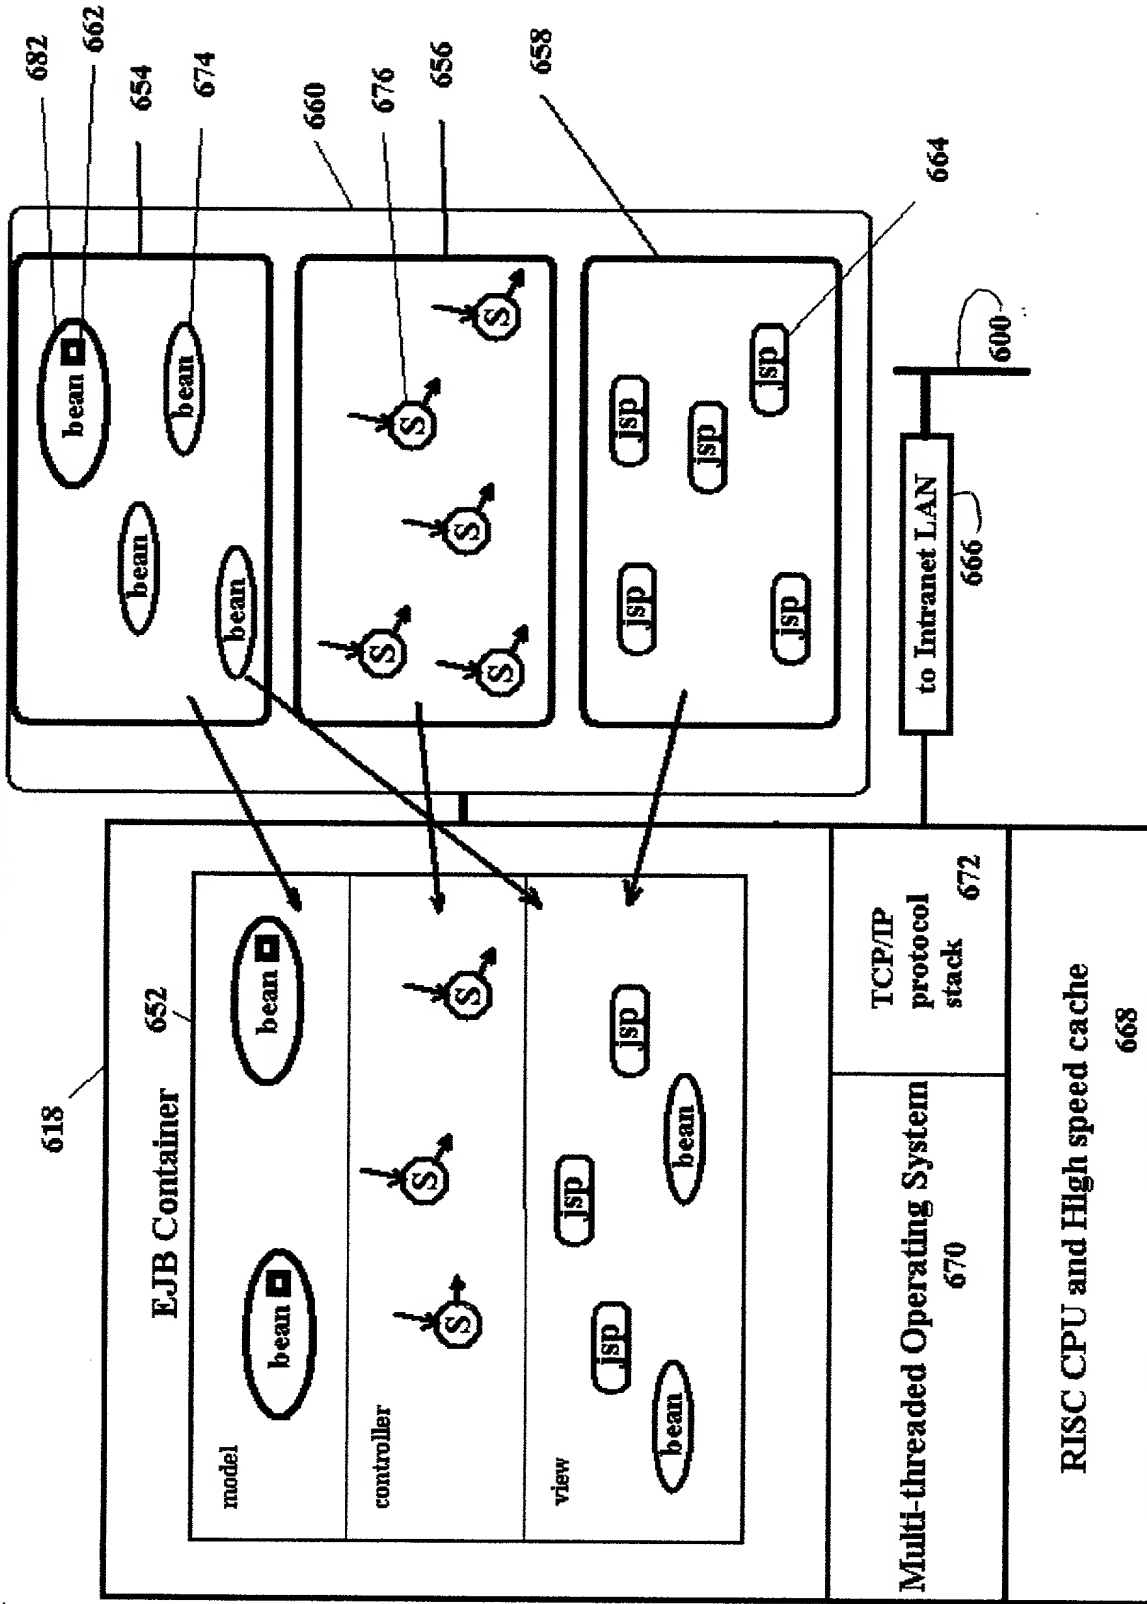 618
EJB Container 652
model
bean
bean
controller
S
S
S
view
jsp
jsp
jsp
bean
bean
Multi-threaded Operating System
670
TCP/IP
protocol
stack 672
RISC CPU and High speed cache
668
682
662
654
674
bean
bean
bean
bean
660
676
656
S
S
S
S
S
658
jsp
jsp
jsp
jsp
jsp
664
to Intranet LAN
666
600